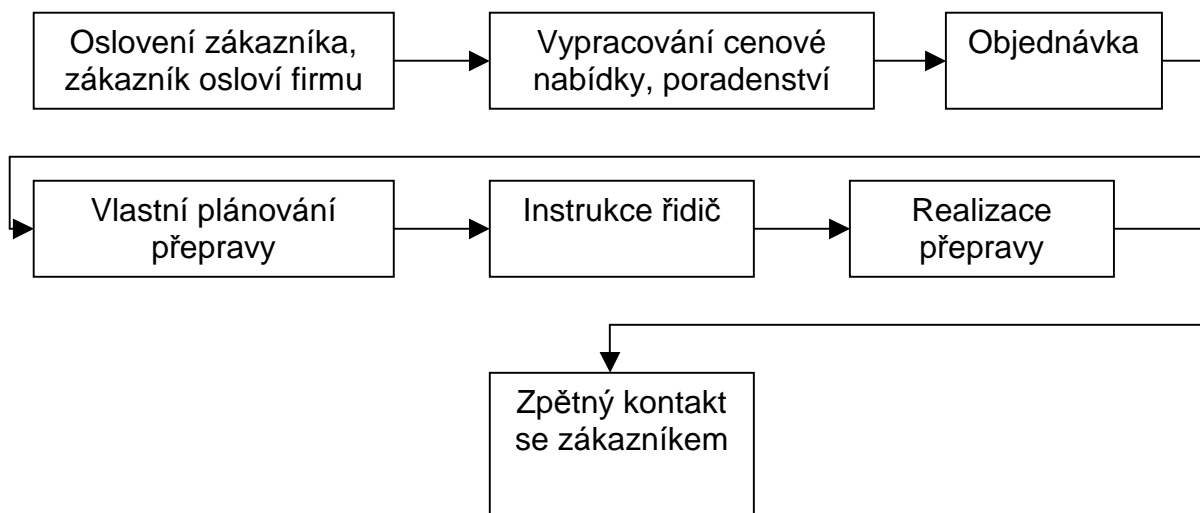 Oslovení zákazníka,
zákazník osloví firmu
Vypracování cenové
nabídky, poradenství
Objednávka
Vlastní plánování
přepravy
Instrukce řidič
Realizace
přepravy
Zpětný kontakt
se zákazníkem